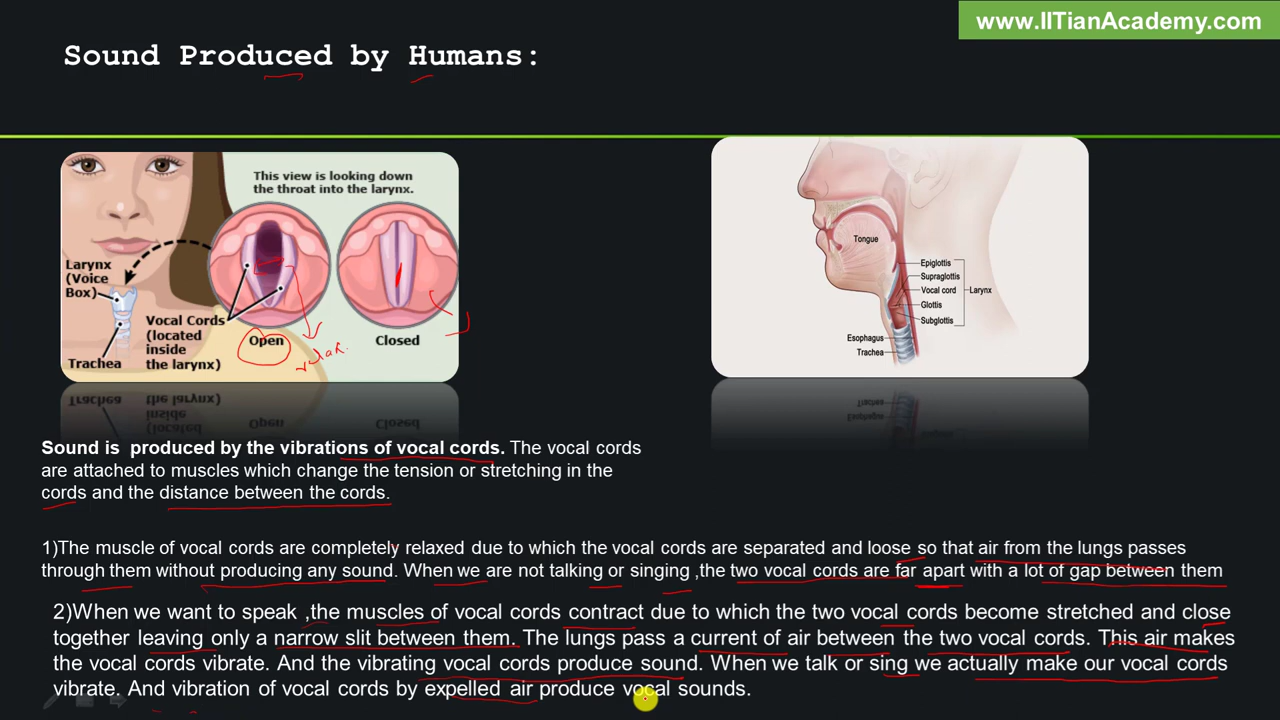 www.IITianAcademy.com
Sound Produced by Humans:
This view is looking down
the throat into the larynx.
Larynx
(Voice
Box)
Vocal Cords
(located
inside
the larynx)
Trachea
Open
Closed
Tongue
Epiglottis
Supraglottis
Vocal cord
Larynx
Glottis
Subglottis
Esophagus
Trachea
Sound is produced by the vibrations of vocal cords. The vocal cords
are attached to muscles which change the tension or stretching in the
cords and the distance between the cords.
1)The muscle of vocal cords are completely relaxed due to which the vocal cords are separated and loose so that air from the lungs passes
through them without producing any sound. When we are not talking or singing ,the two vocal cords are far apart with a lot of gap between them
2)When we want to speak ,the muscles of vocal cords contract due to which the two vocal cords become stretched and close
together leaving only a narrow slit between them. The lungs pass a current of air between the two vocal cords. This air makes
the vocal cords vibrate. And the vibrating vocal cords produce sound. When we talk or sing we actually make our vocal cords
vibrate. And vibration of vocal cords by expelled air produce vocal sounds.